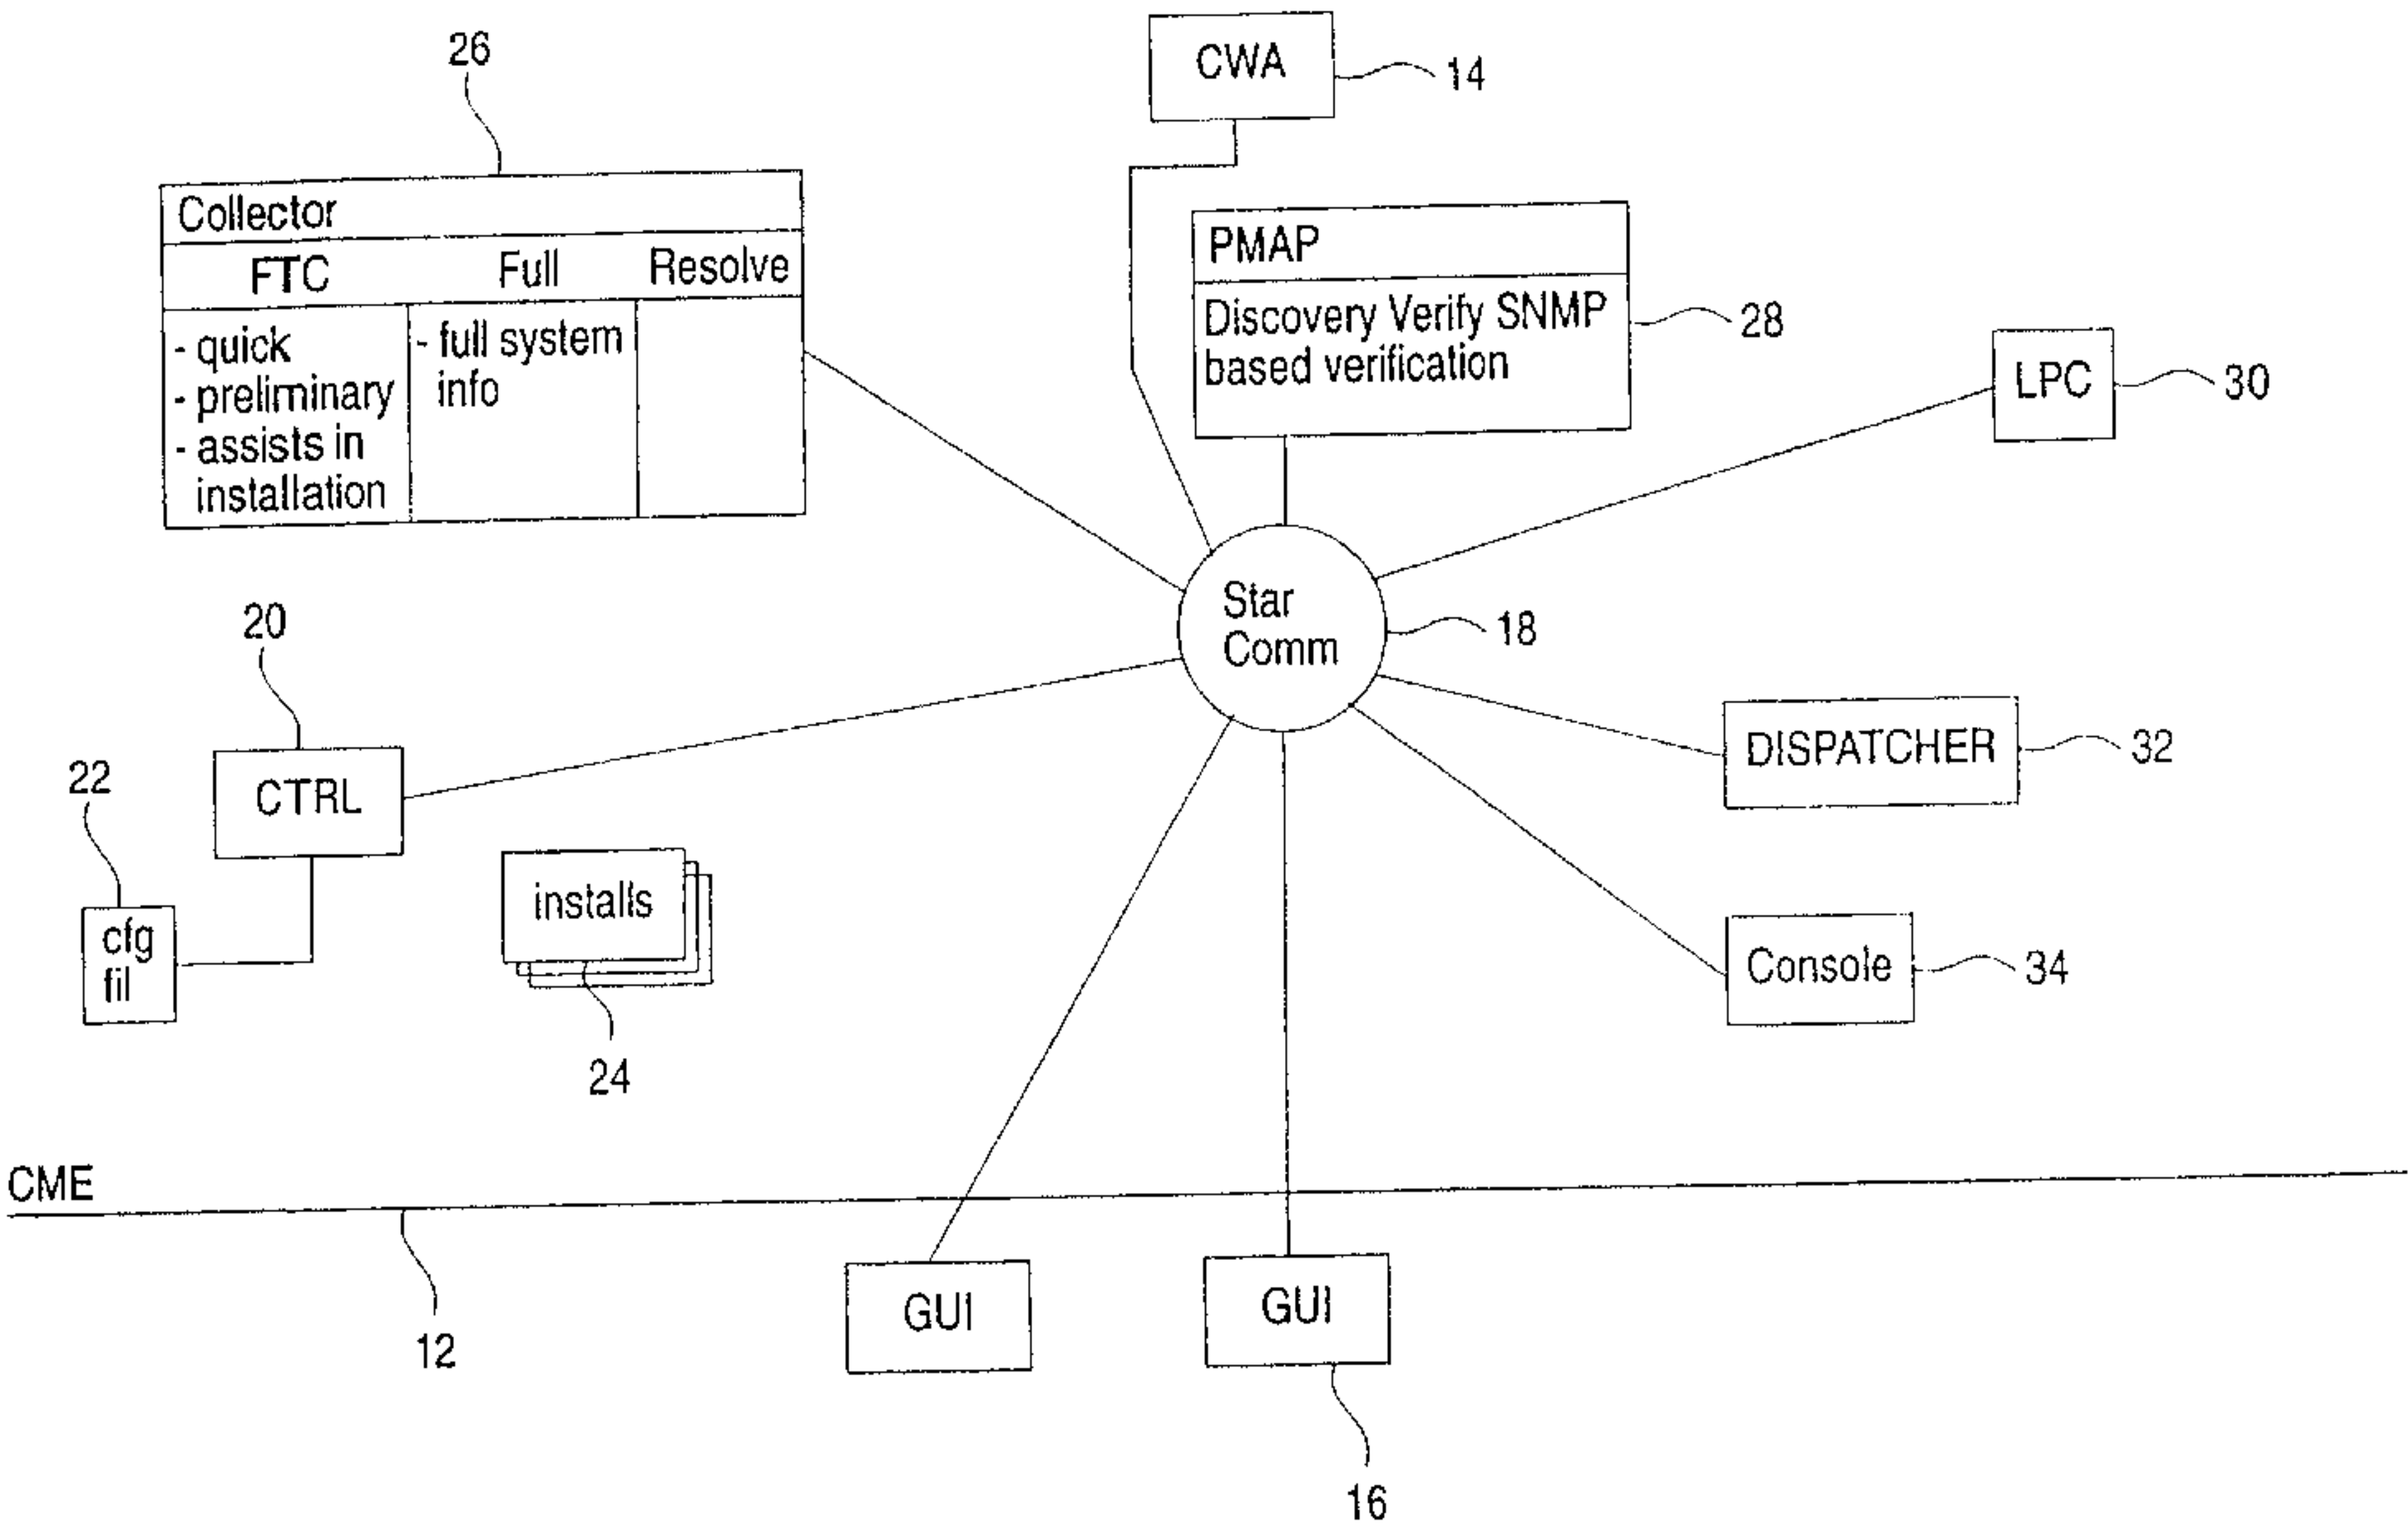 26
CWA
14
Collector
FTC Full Resolve
- quick
- preliminary
- assists in
installation
- full system
info
PMAP
Discovery Verify SNMP
based verification
28
LPC
30
Star
Comm
18
20
CTRL
22
cfg
fil
installs
24
DISPATCHER
32
Console
34
CME
12
GUI
GUI
16